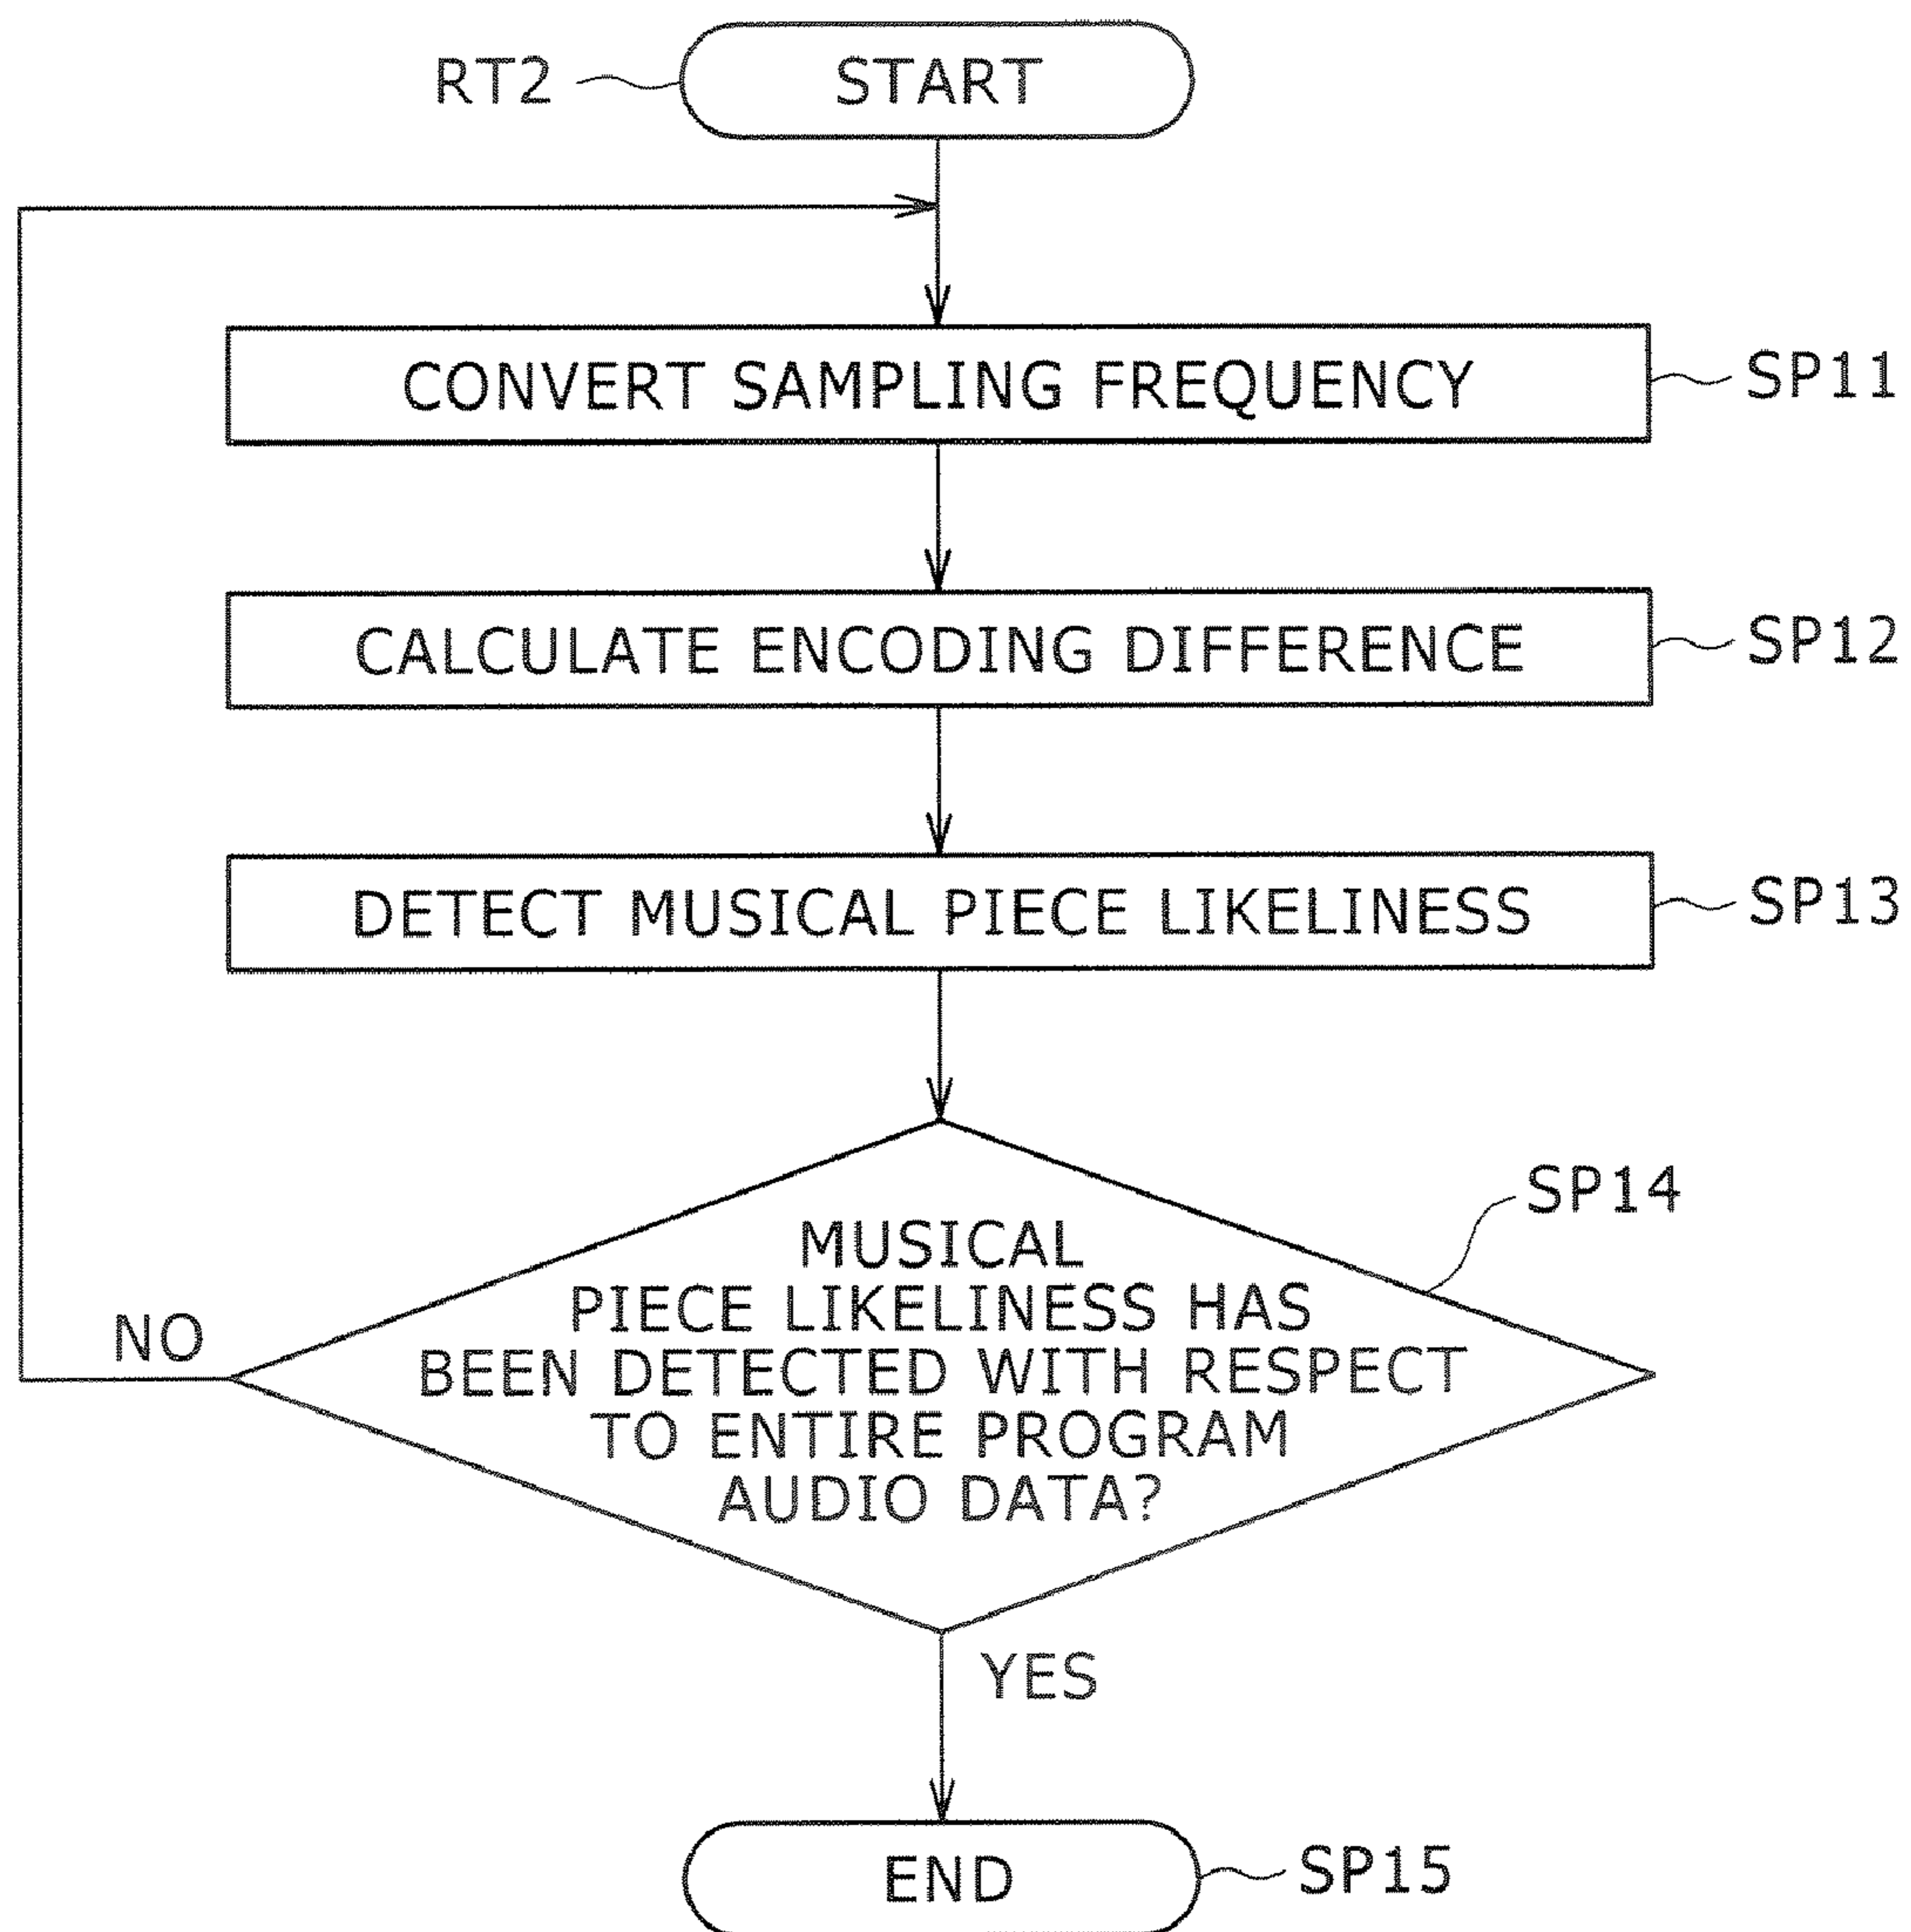 RT2 START
CONVERT SAMPLING FREQUENCY SP11
CALCULATE ENCODING DIFFERENCE SP12
DETECT MUSICAL PIECE LIKELINESS SP13
SP14
MUSICAL
PIECE LIKELINESS HAS
BEEN DETECTED WITH RESPECT
TO ENTIRE PROGRAM
AUDIO DATA?
NO
YES
END SP15